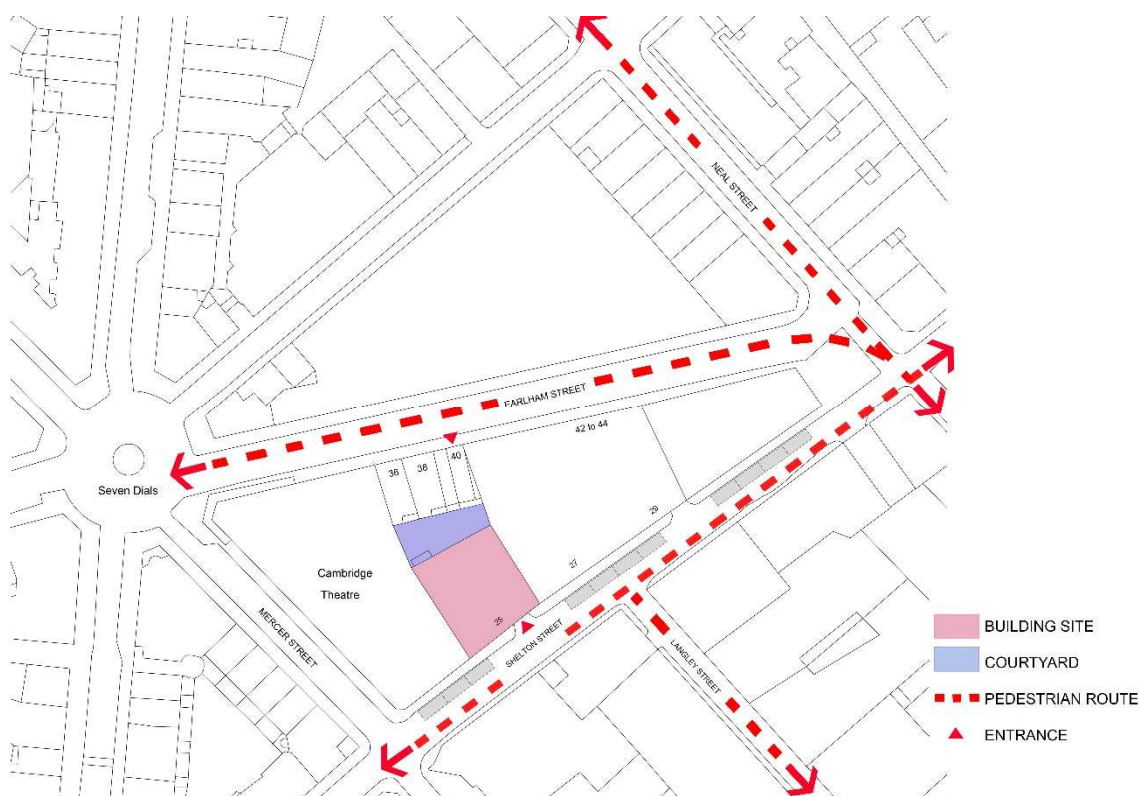 NEAL STREET
EARLHAM STREET
42 to 44
40
38
36
Seven Dials
29
27
Cambridge
Theatre
25
SHELTON STREET
MERCER STREET
LANGLEY STREET
BUILDING SITE
COURTYARD
PEDESTRIAN ROUTE
ENTRANCE